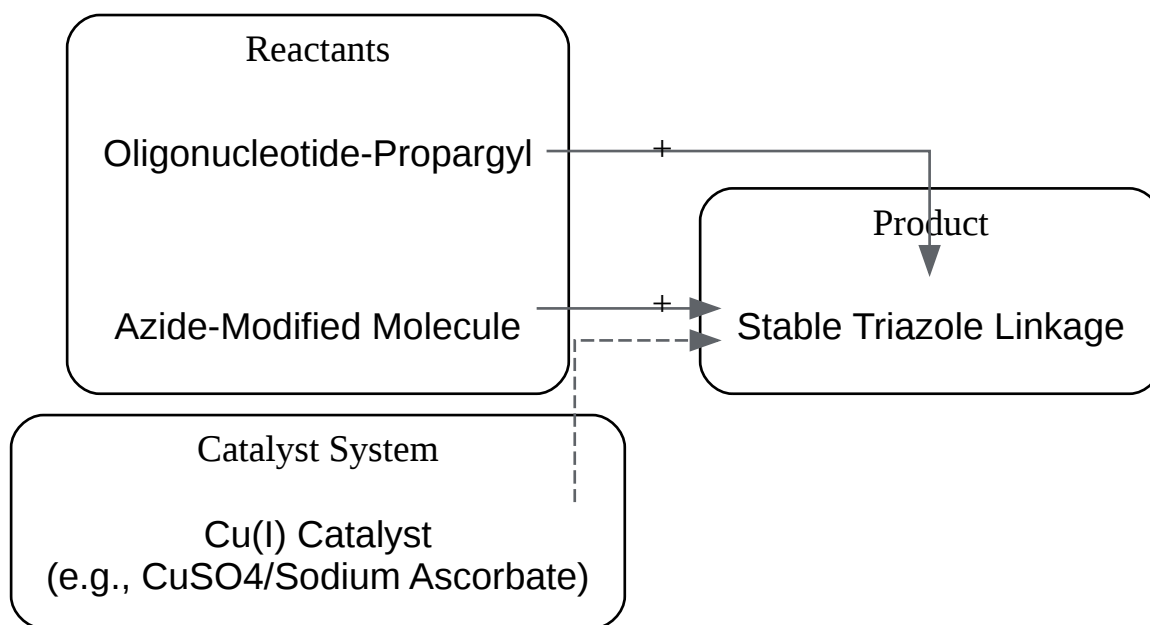 Reactants
Oligonucleotide-Propargyl
+
Product
Azide-Modified Molecule
+
Stable Triazole Linkage
Catalyst System
Cu(I) Catalyst
(e.g., CuSO4/Sodium Ascorbate)